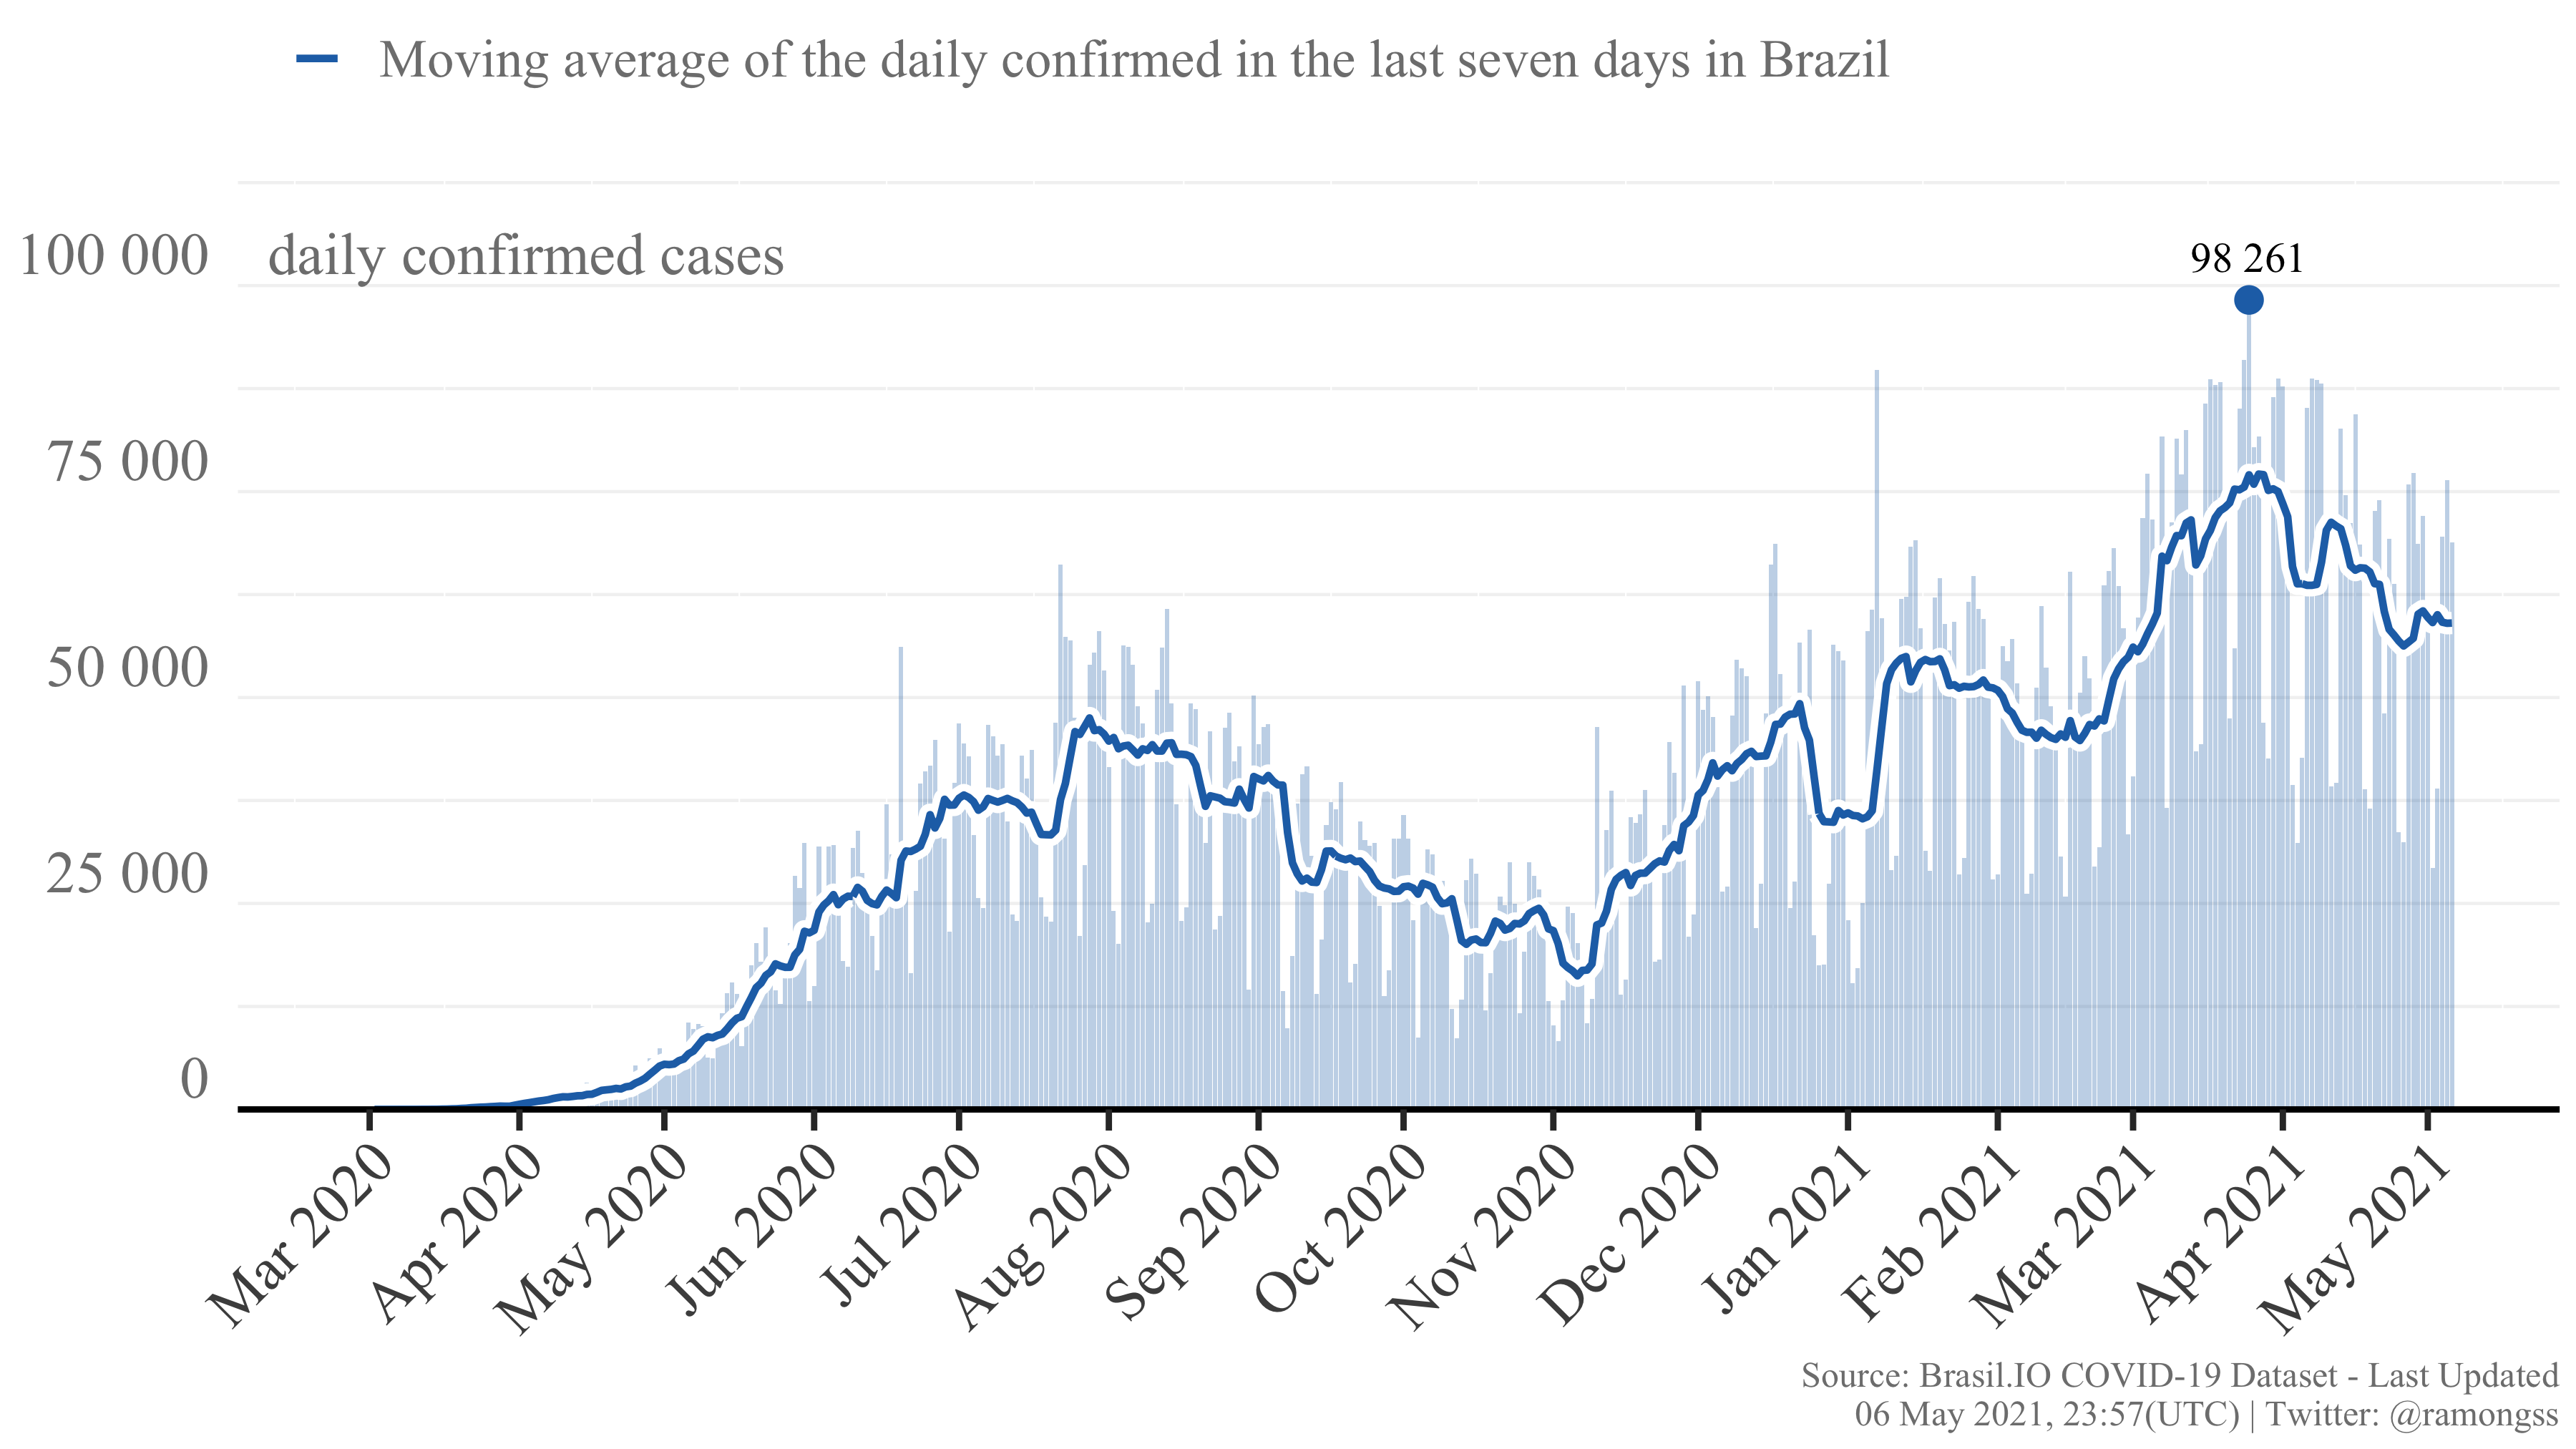 Moving average of the daily confirmed in the last seven days in Brazil
daily confirmed cases
98 261
100 000
75 000
50 000
25 000
0
Mar 2020
Apr 2020
May 2020
Jun 2020
Jul 2020
Aug 2020
Sep 2020
Oct 2020
Nov 2020
Dec 2020
Jan 2021
Feb 2021
Mar 2021
Apr 2021
May 2021
Source: Brasil.IO COVID-19 Dataset - Last Updated
06 May 2021, 23:57(UTC) | Twitter: @ramongss